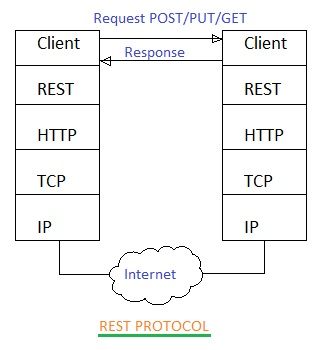 Request POST/PUT/GET
Client
Client
Response
REST
REST
HTTP
HTTP
TCP
TCP
IP
IP
Internet
REST PROTOCOL